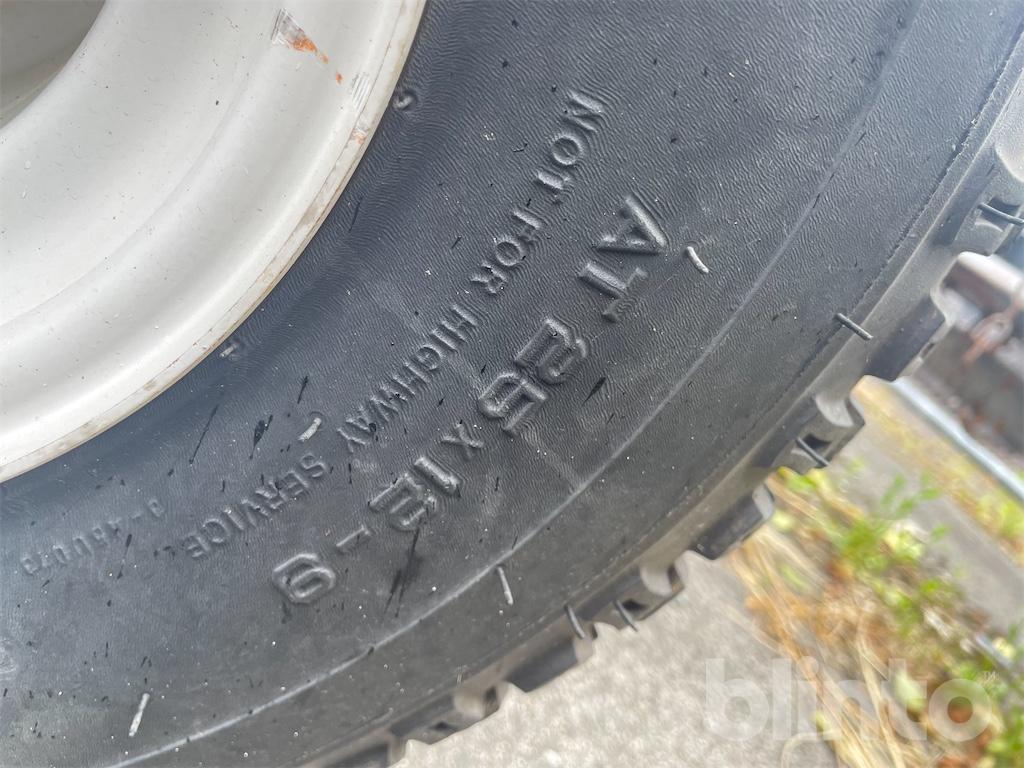 AT 25 x 12 - 9
NOT FOR HIGHWAY SERVICE
blinto